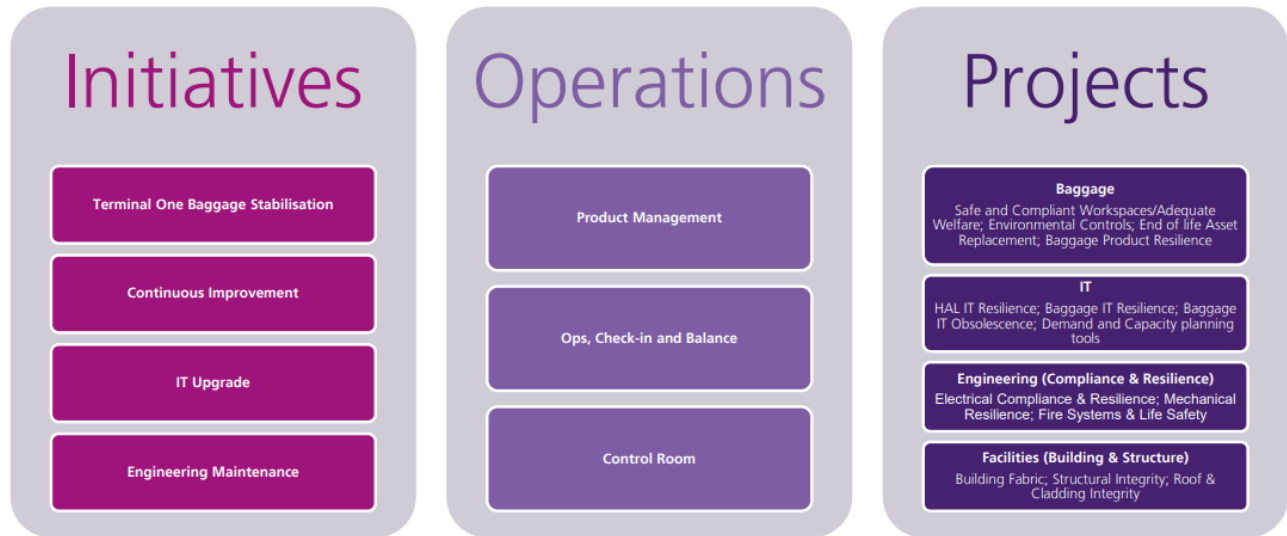 Initiatives
Terminal One Baggage Stabilisation
Continuous Improvement
IT Upgrade
Engineering Maintenance
Operations
Product Management
Ops, Check-in and Balance
Control Room
Projects
Baggage
Safe and Compliant Workspaces/Adequate
Welfare; Environmental Controls; End of life Asset
Replacement; Baggage Product Resilience
IT
HAL IT Resilience; Baggage IT Resilience; Baggage
IT Obsolescence; Demand and Capacity planning
tools
Engineering (Compliance & Resilience)
Electrical Compliance & Resilience; Mechanical
Resilience; Fire Systems & Life Safety
Facilities (Building & Structure)
Building Fabric; Structural Integrity; Roof &
Cladding Integrity